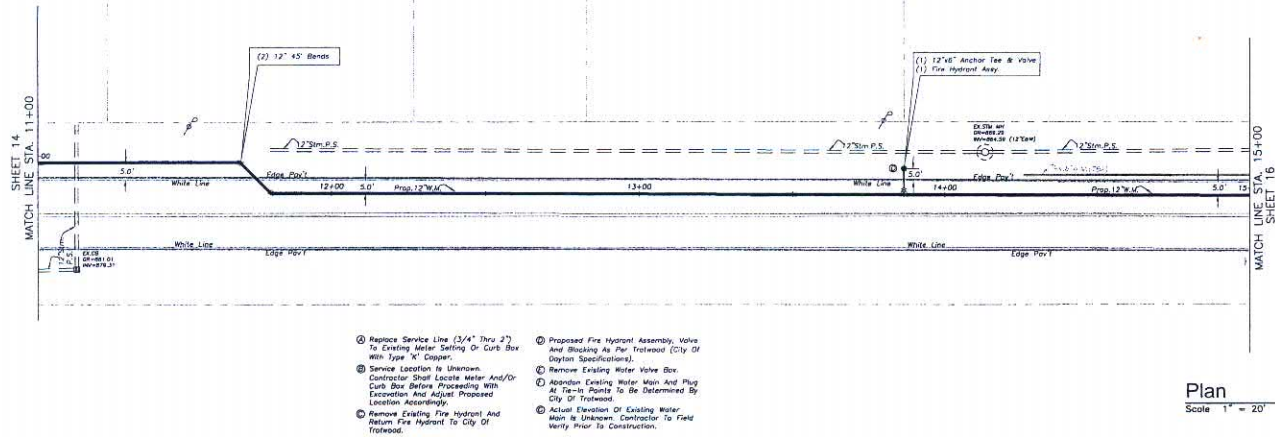 (2) 12" 45° Bends
(1) 12"x6" Anchor Tee & Valve
(1) Fire Hydrant Assy.
SHEET 14
MATCH LINE STA. 11+00
MATCH LINE STA. 15+00
SHEET 16
12"Stm.P.S.
12"Stm.P.S.
EX.STM MH
12"Stm.P.S.
00
5.0'
White Line
Edge Pav't
12+00
5.0'
Prop. 12"W.M.
13+00
White Line
D
5.0'
14+00
Edge Pav't
Prop. 12"W.M.
5.0'
15
White Line
Edge Pav't
White Line
Edge Pav't
12"Stm.
P.S.
EX.CB
A Replace Service Line (3/4" Thru 2")
To Existing Meter Setting Or Curb Box
With Type "K" Copper.
B Service Location Is Unknown.
Contractor Shall Locate Meter And/Or
Curb Box Before Proceeding With
Excavation And Adjust Proposed
Location Accordingly.
C Remove Existing Fire Hydrant And
Return Fire Hydrant To City Of
Trotwood.
D Proposed Fire Hydrant Assembly, Valve
And Blocking As Per Trotwood (City Of
Dayton Specifications).
E Remove Existing Water Valve Box.
F Abandon Existing Water Main And Plug
At Tie-In Points To Be Determined By
City Of Trotwood.
G Actual Elevation Of Existing Water
Main Is Unknown. Contractor To Field
Verify Prior To Construction.
Plan
Scale 1" = 20'